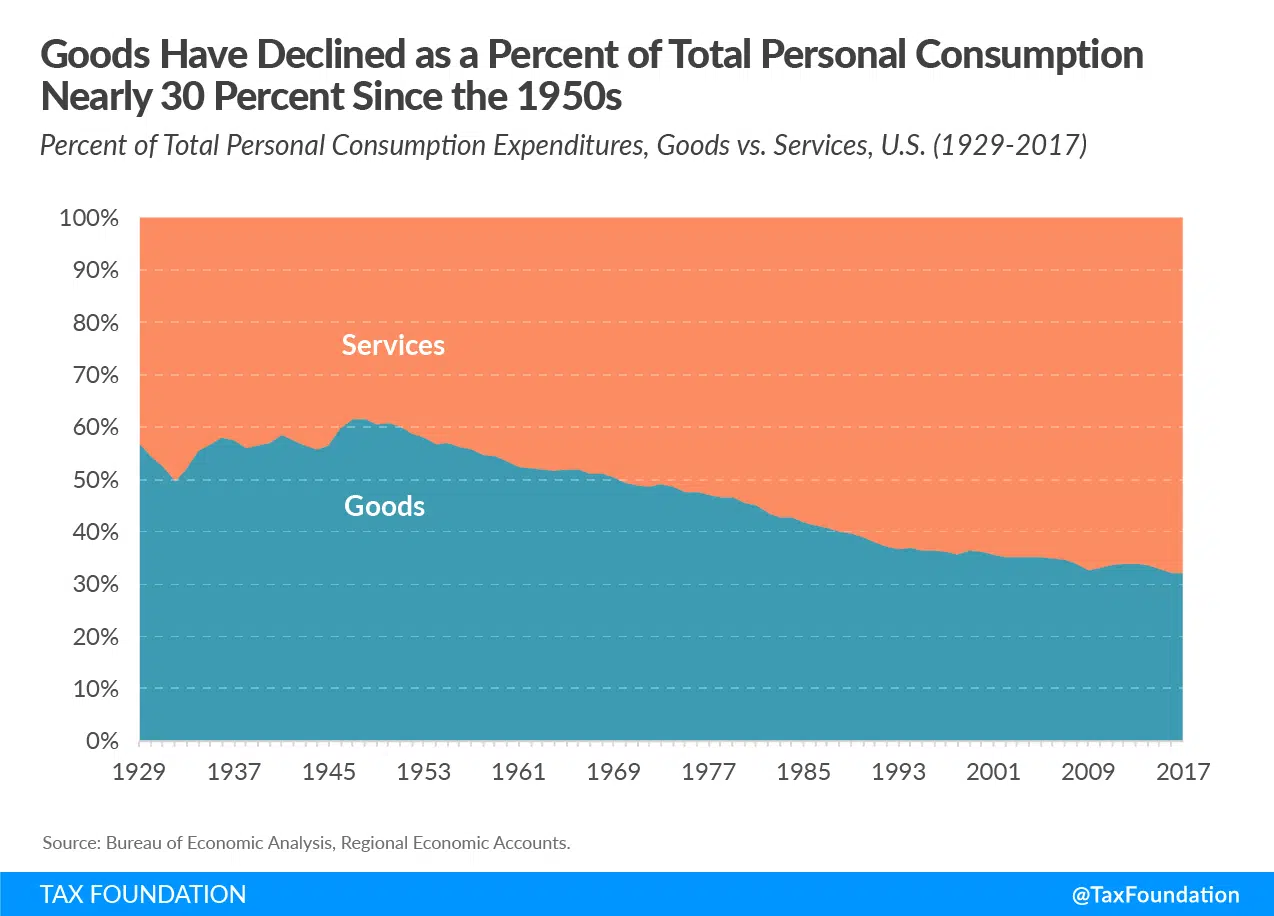 Goods Have Declined as a Percent of Total Personal Consumption
Nearly 30 Percent Since the 1950s
Percent of Total Personal Consumption Expenditures, Goods vs. Services, U.S. (1929-2017)
100%
90%
80%
Services
70%
60%
50%
Goods
40%
30%
20%
10%
0%
1929 1937 1945 1953 1961 1969 1977 1985 1993 2001 2009 2017
Source: Bureau of Economic Analysis, Regional Economic Accounts.
TAX FOUNDATION @TaxFoundation